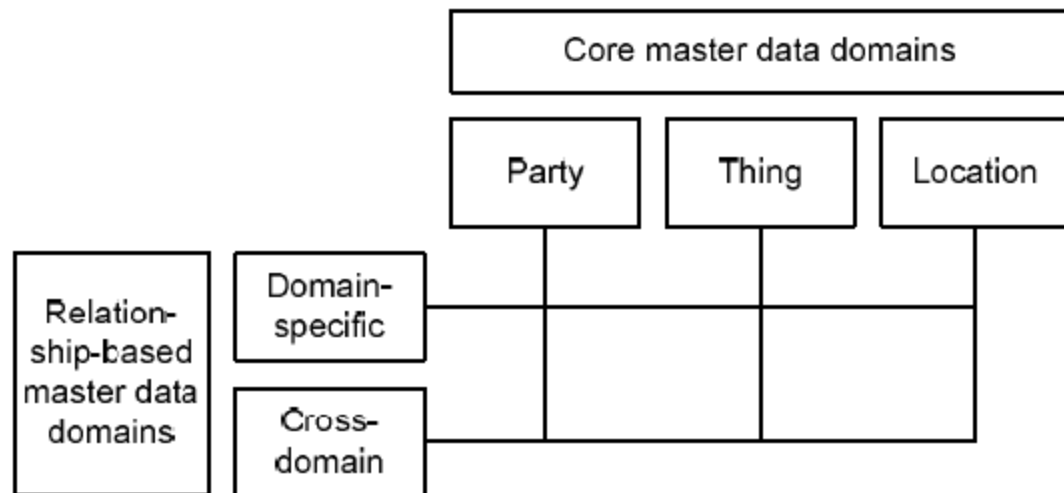 Core master data domains
Party
Thing
Location
Relation-
ship-based
master data
domains
Domain-
specific
Cross-
domain